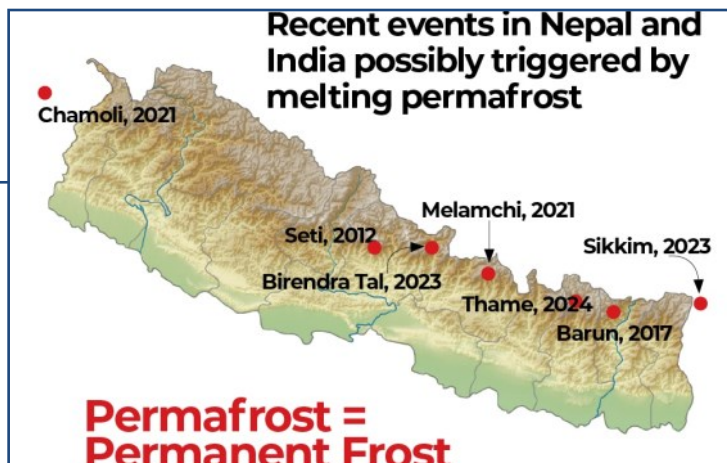 Recent events in Nepal and
India possibly triggered by
melting permafrost
Chamoli, 2021
Melamchi, 2021
Seti, 2012
Sikkim, 2023
Birendra Tal, 2023
Thame, 2024
Barun, 2017
Permafrost =
Permanent Frost